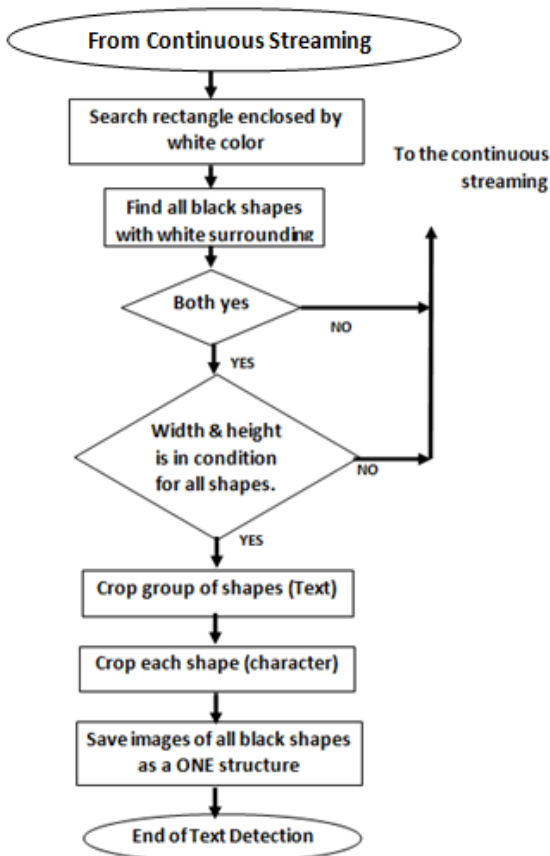 From Continuous Streaming
Search rectangle enclosed by
white color
To the continuous
streaming
Find all black shapes
with white surrounding
Both yes
NO
YES
Width & height
is in condition
for all shapes.
NO
YES
Crop group of shapes (Text)
Crop each shape (character)
Save images of all black shapes
as a ONE structure
End of Text Detection